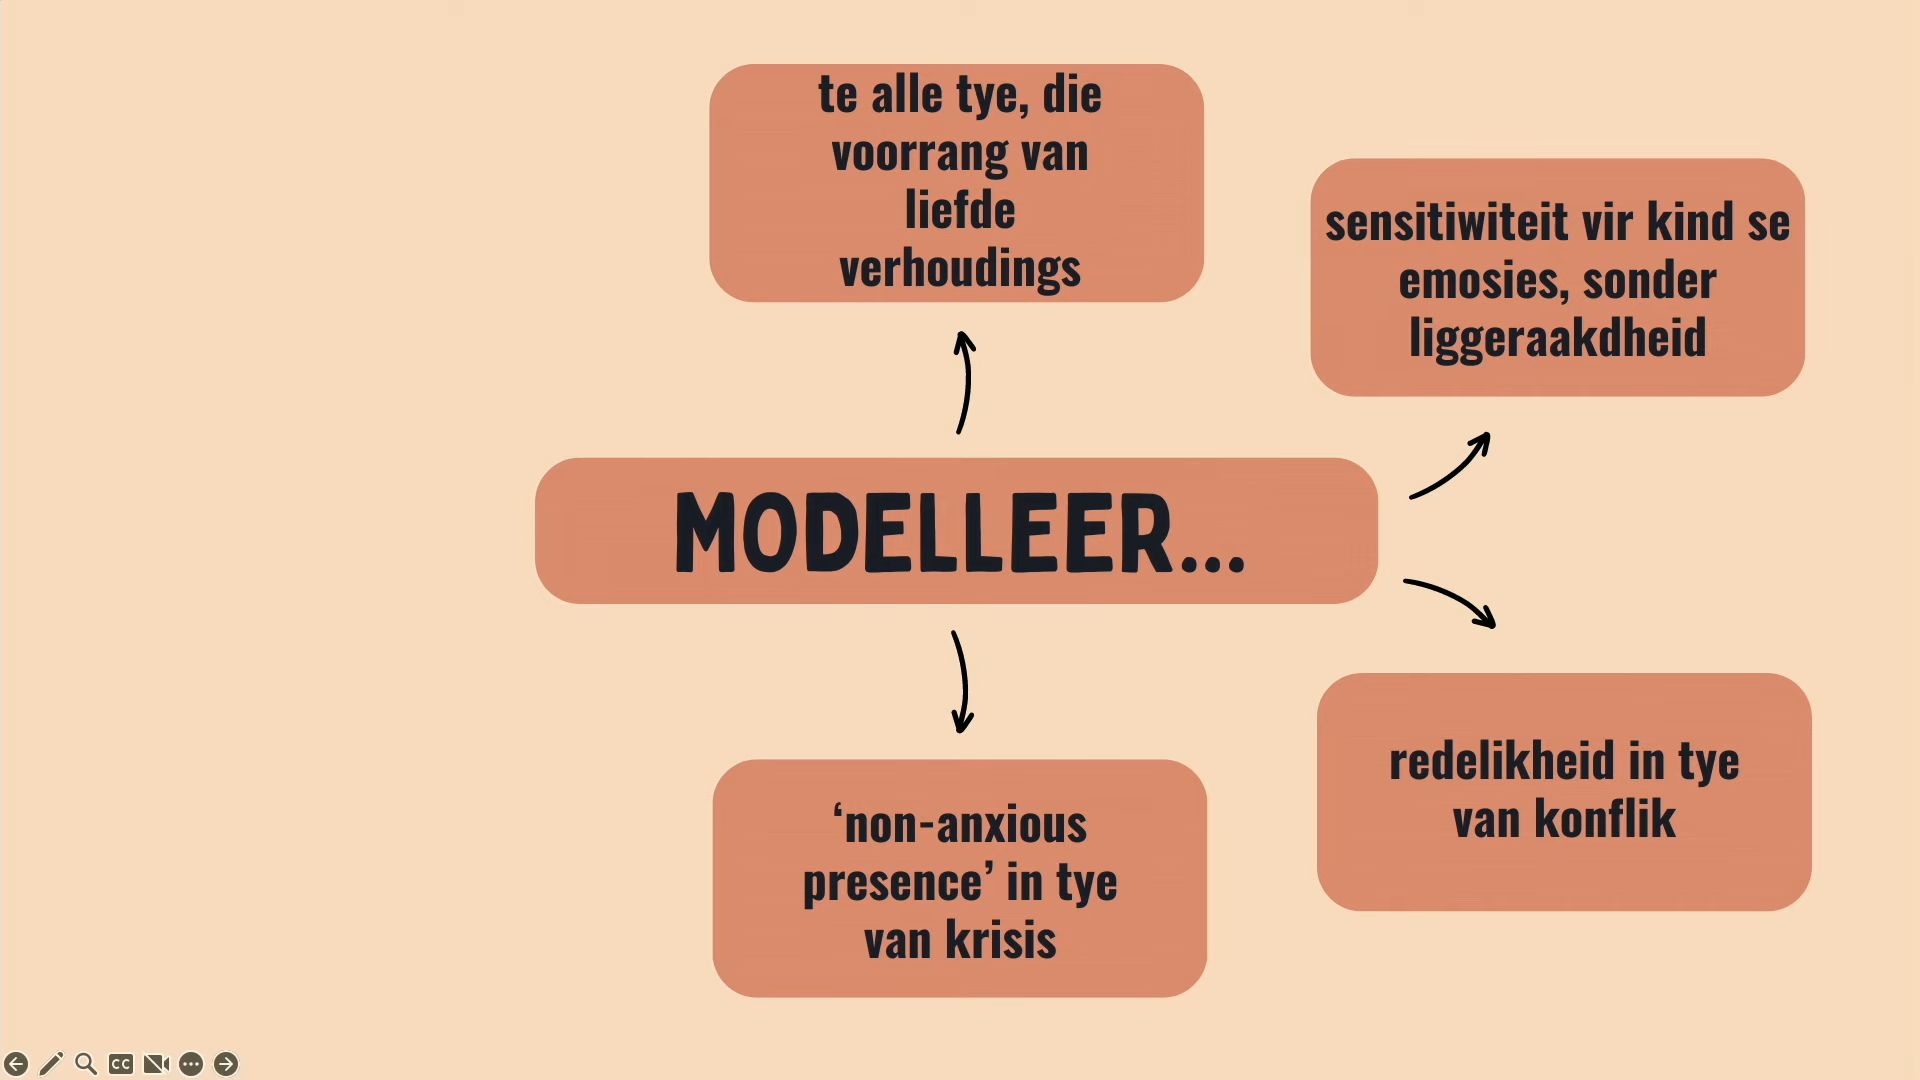 te alle tye, die
voorrang van
liefde
verhoudings
sensitiwiteit vir kind se
emosies, sonder
liggeraakdheid
MODELLEER...
redelikheid in tye
van konflik
‘non-anxious
presence’ in tye
van krisis
CC